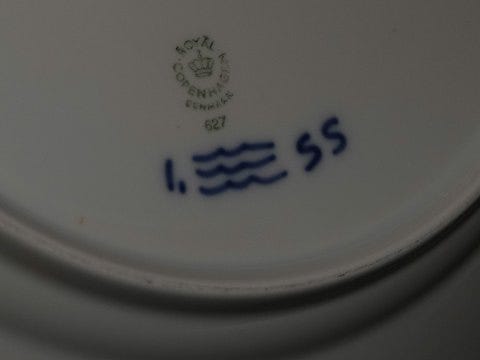 ROYAL
COPENHAGEN
DENMARK
627
1, SS